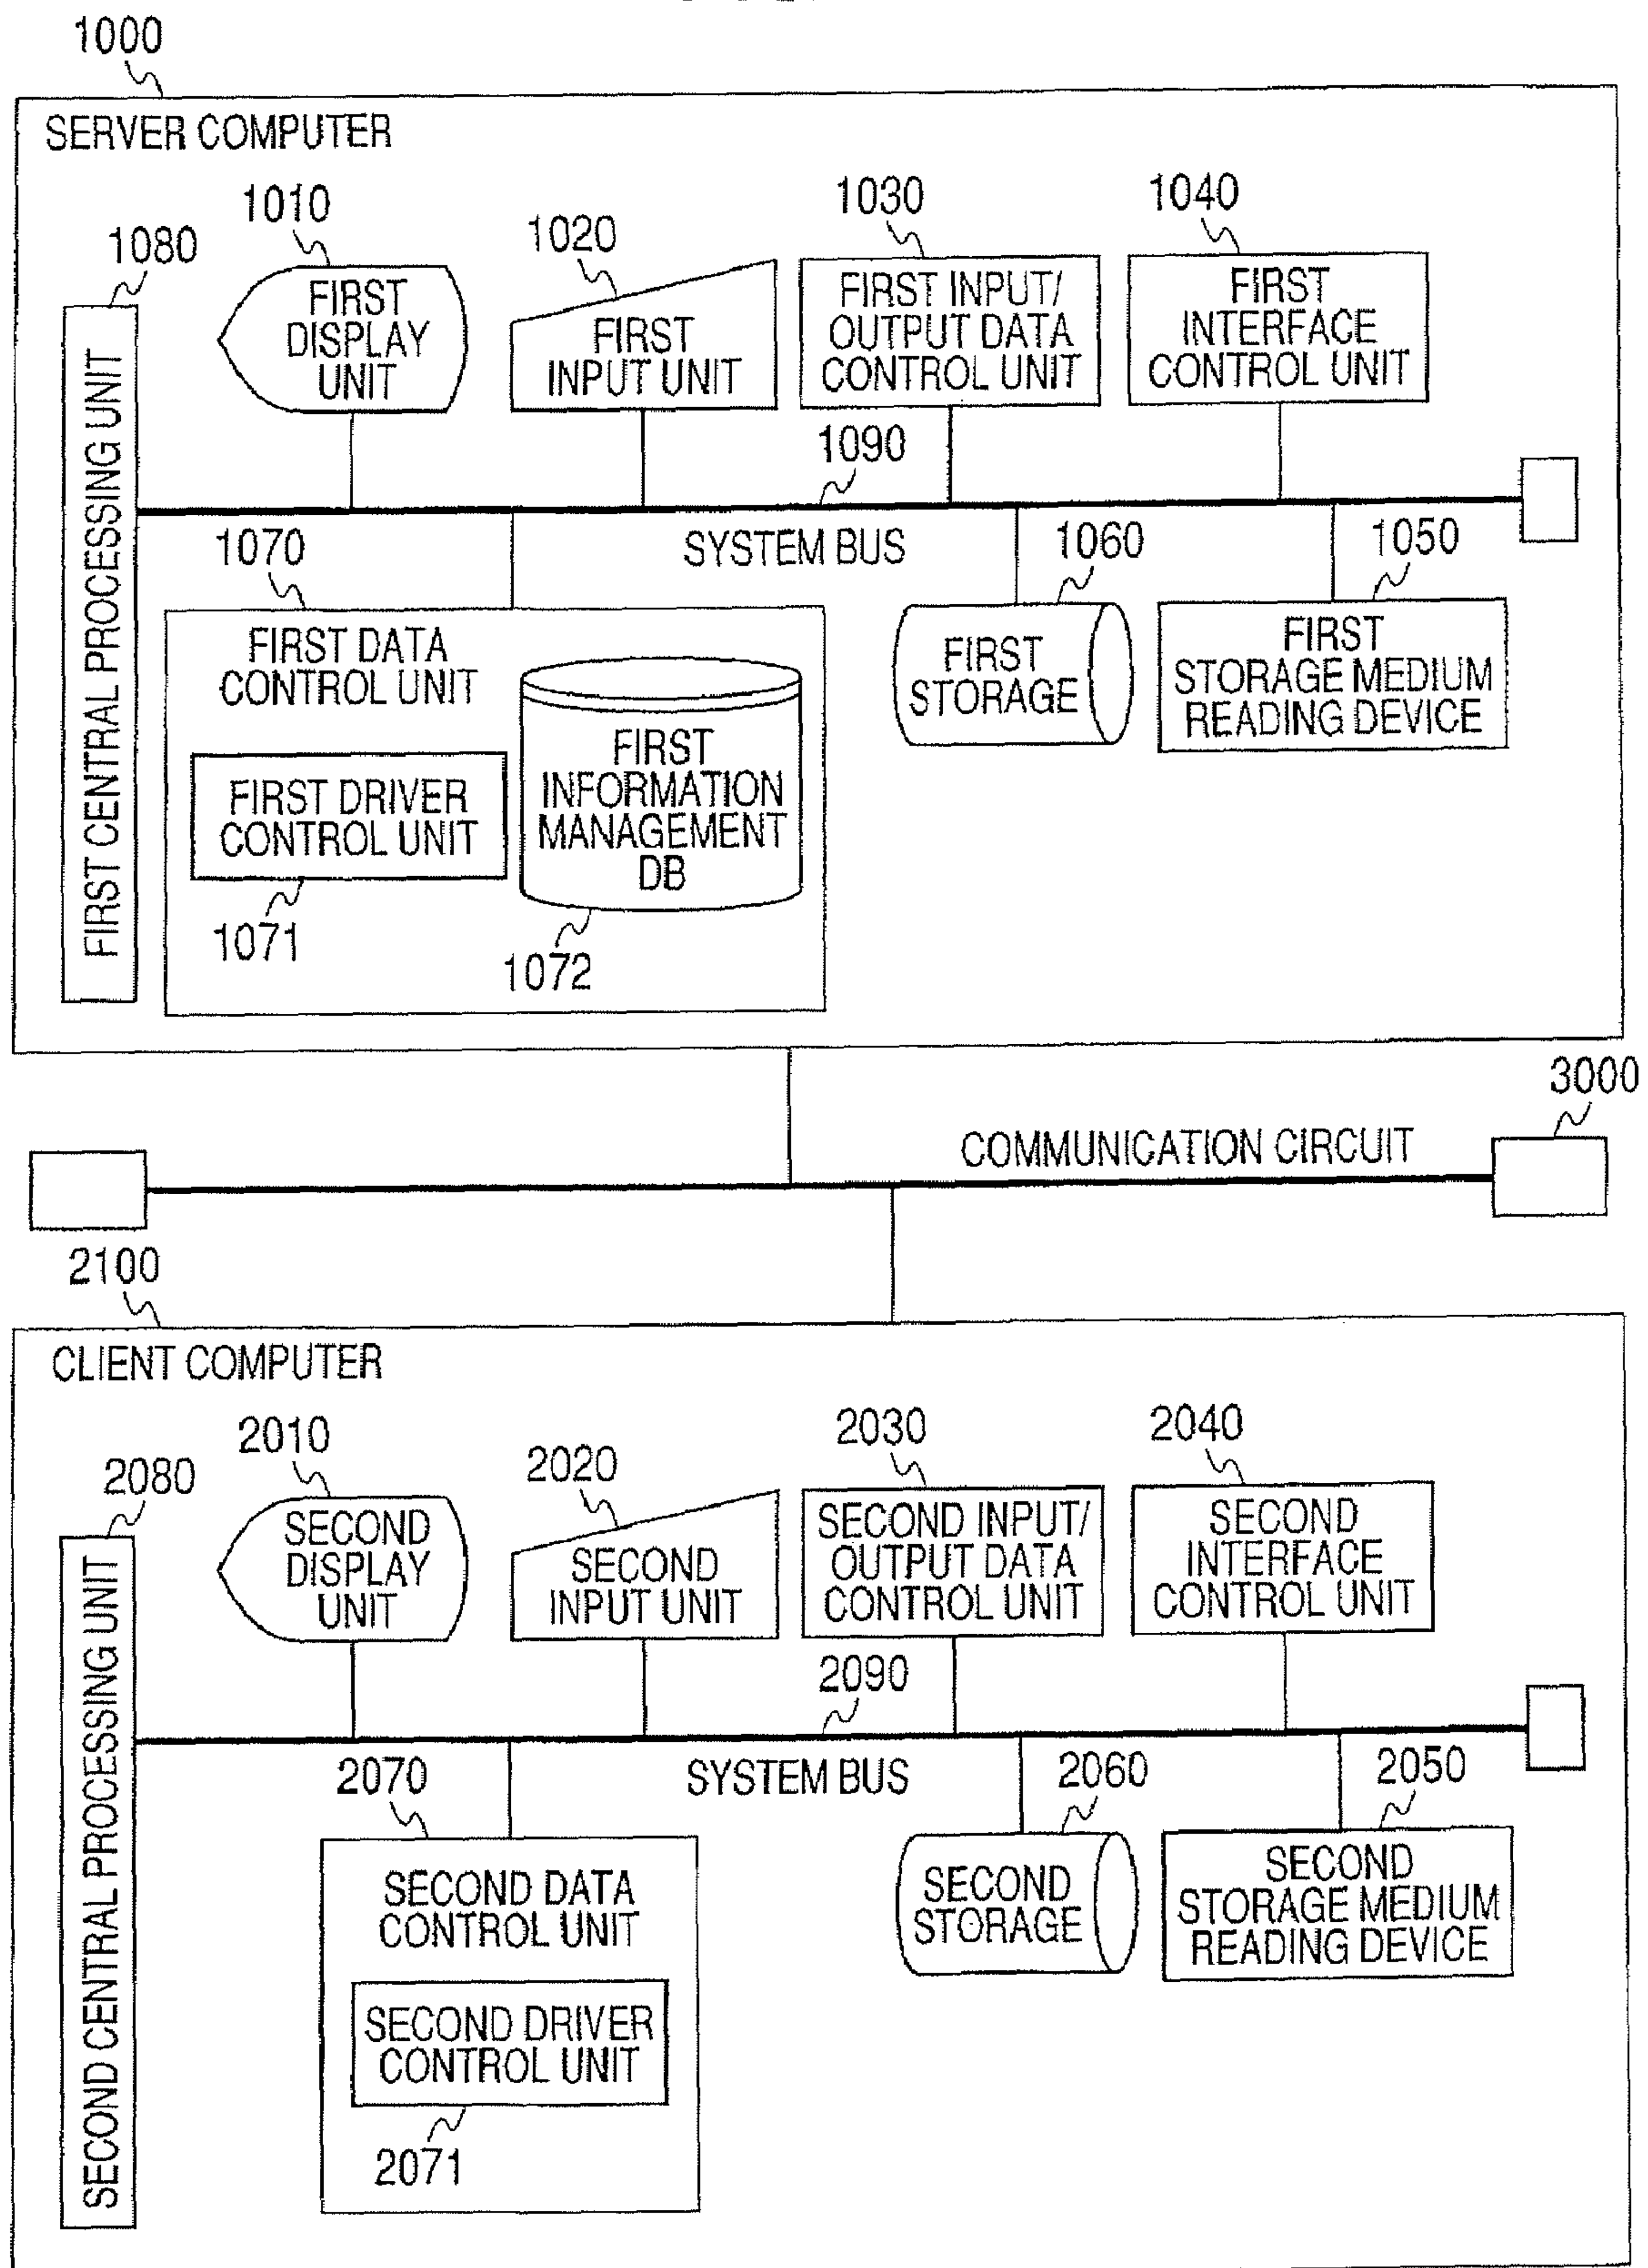 1000
SERVER COMPUTER
1010
1020
1030
1040
1080
FIRST
DISPLAY
UNIT
FIRST
INPUT UNIT
FIRST INPUT/
OUTPUT DATA
CONTROL UNIT
FIRST
INTERFACE
CONTROL UNIT
FIRST CENTRAL PROCESSING UNIT
1090
SYSTEM BUS
1070
1060
1050
FIRST DATA
CONTROL UNIT
FIRST DRIVER
CONTROL UNIT
1071
FIRST
INFORMATION
MANAGEMENT
DB
1072
FIRST
STORAGE
FIRST
STORAGE MEDIUM
READING DEVICE
3000
COMMUNICATION CIRCUIT
2100
CLIENT COMPUTER
2010
2020
2030
2040
2080
SECOND
DISPLAY
UNIT
SECOND
INPUT UNIT
SECOND INPUT/
OUTPUT DATA
CONTROL UNIT
SECOND
INTERFACE
CONTROL UNIT
SECOND CENTRAL PROCESSING UNIT
2090
SYSTEM BUS
2070
2060
2050
SECOND DATA
CONTROL UNIT
SECOND DRIVER
CONTROL UNIT
2071
SECOND
STORAGE
SECOND
STORAGE MEDIUM
READING DEVICE